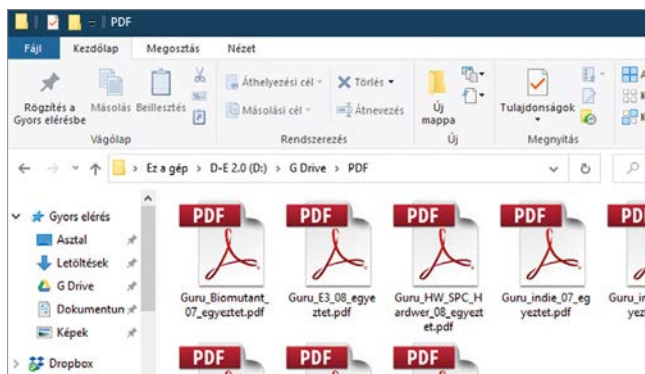 PDF
Fájl Kezdőlap Megosztás Nézet
Rögzítés a Gyors elérésbe
Másolás Beillesztés
Áthelyezési cél
Másolási cél
Törlés
Átnevezés
Új mappa
Tulajdonságok
Vágólap Rendszerezés Új Megnyitás
Ez a gép > D-E 2.0 (D:) > G Drive > PDF
Gyors elérés
Asztal
Letöltések
G Drive
Dokumentun
Képek
Dropbox
PDF PDF PDF PDF PD
Guru_Biomutant_
07_egyeztet.pdf
Guru_E3_08_egye
ztet.pdf
Guru_HW_SPC_H
ardwer_08_egyezt
et.pdf
Guru_indie_07_eg
yeztet.pdf
PDF PDF PDF